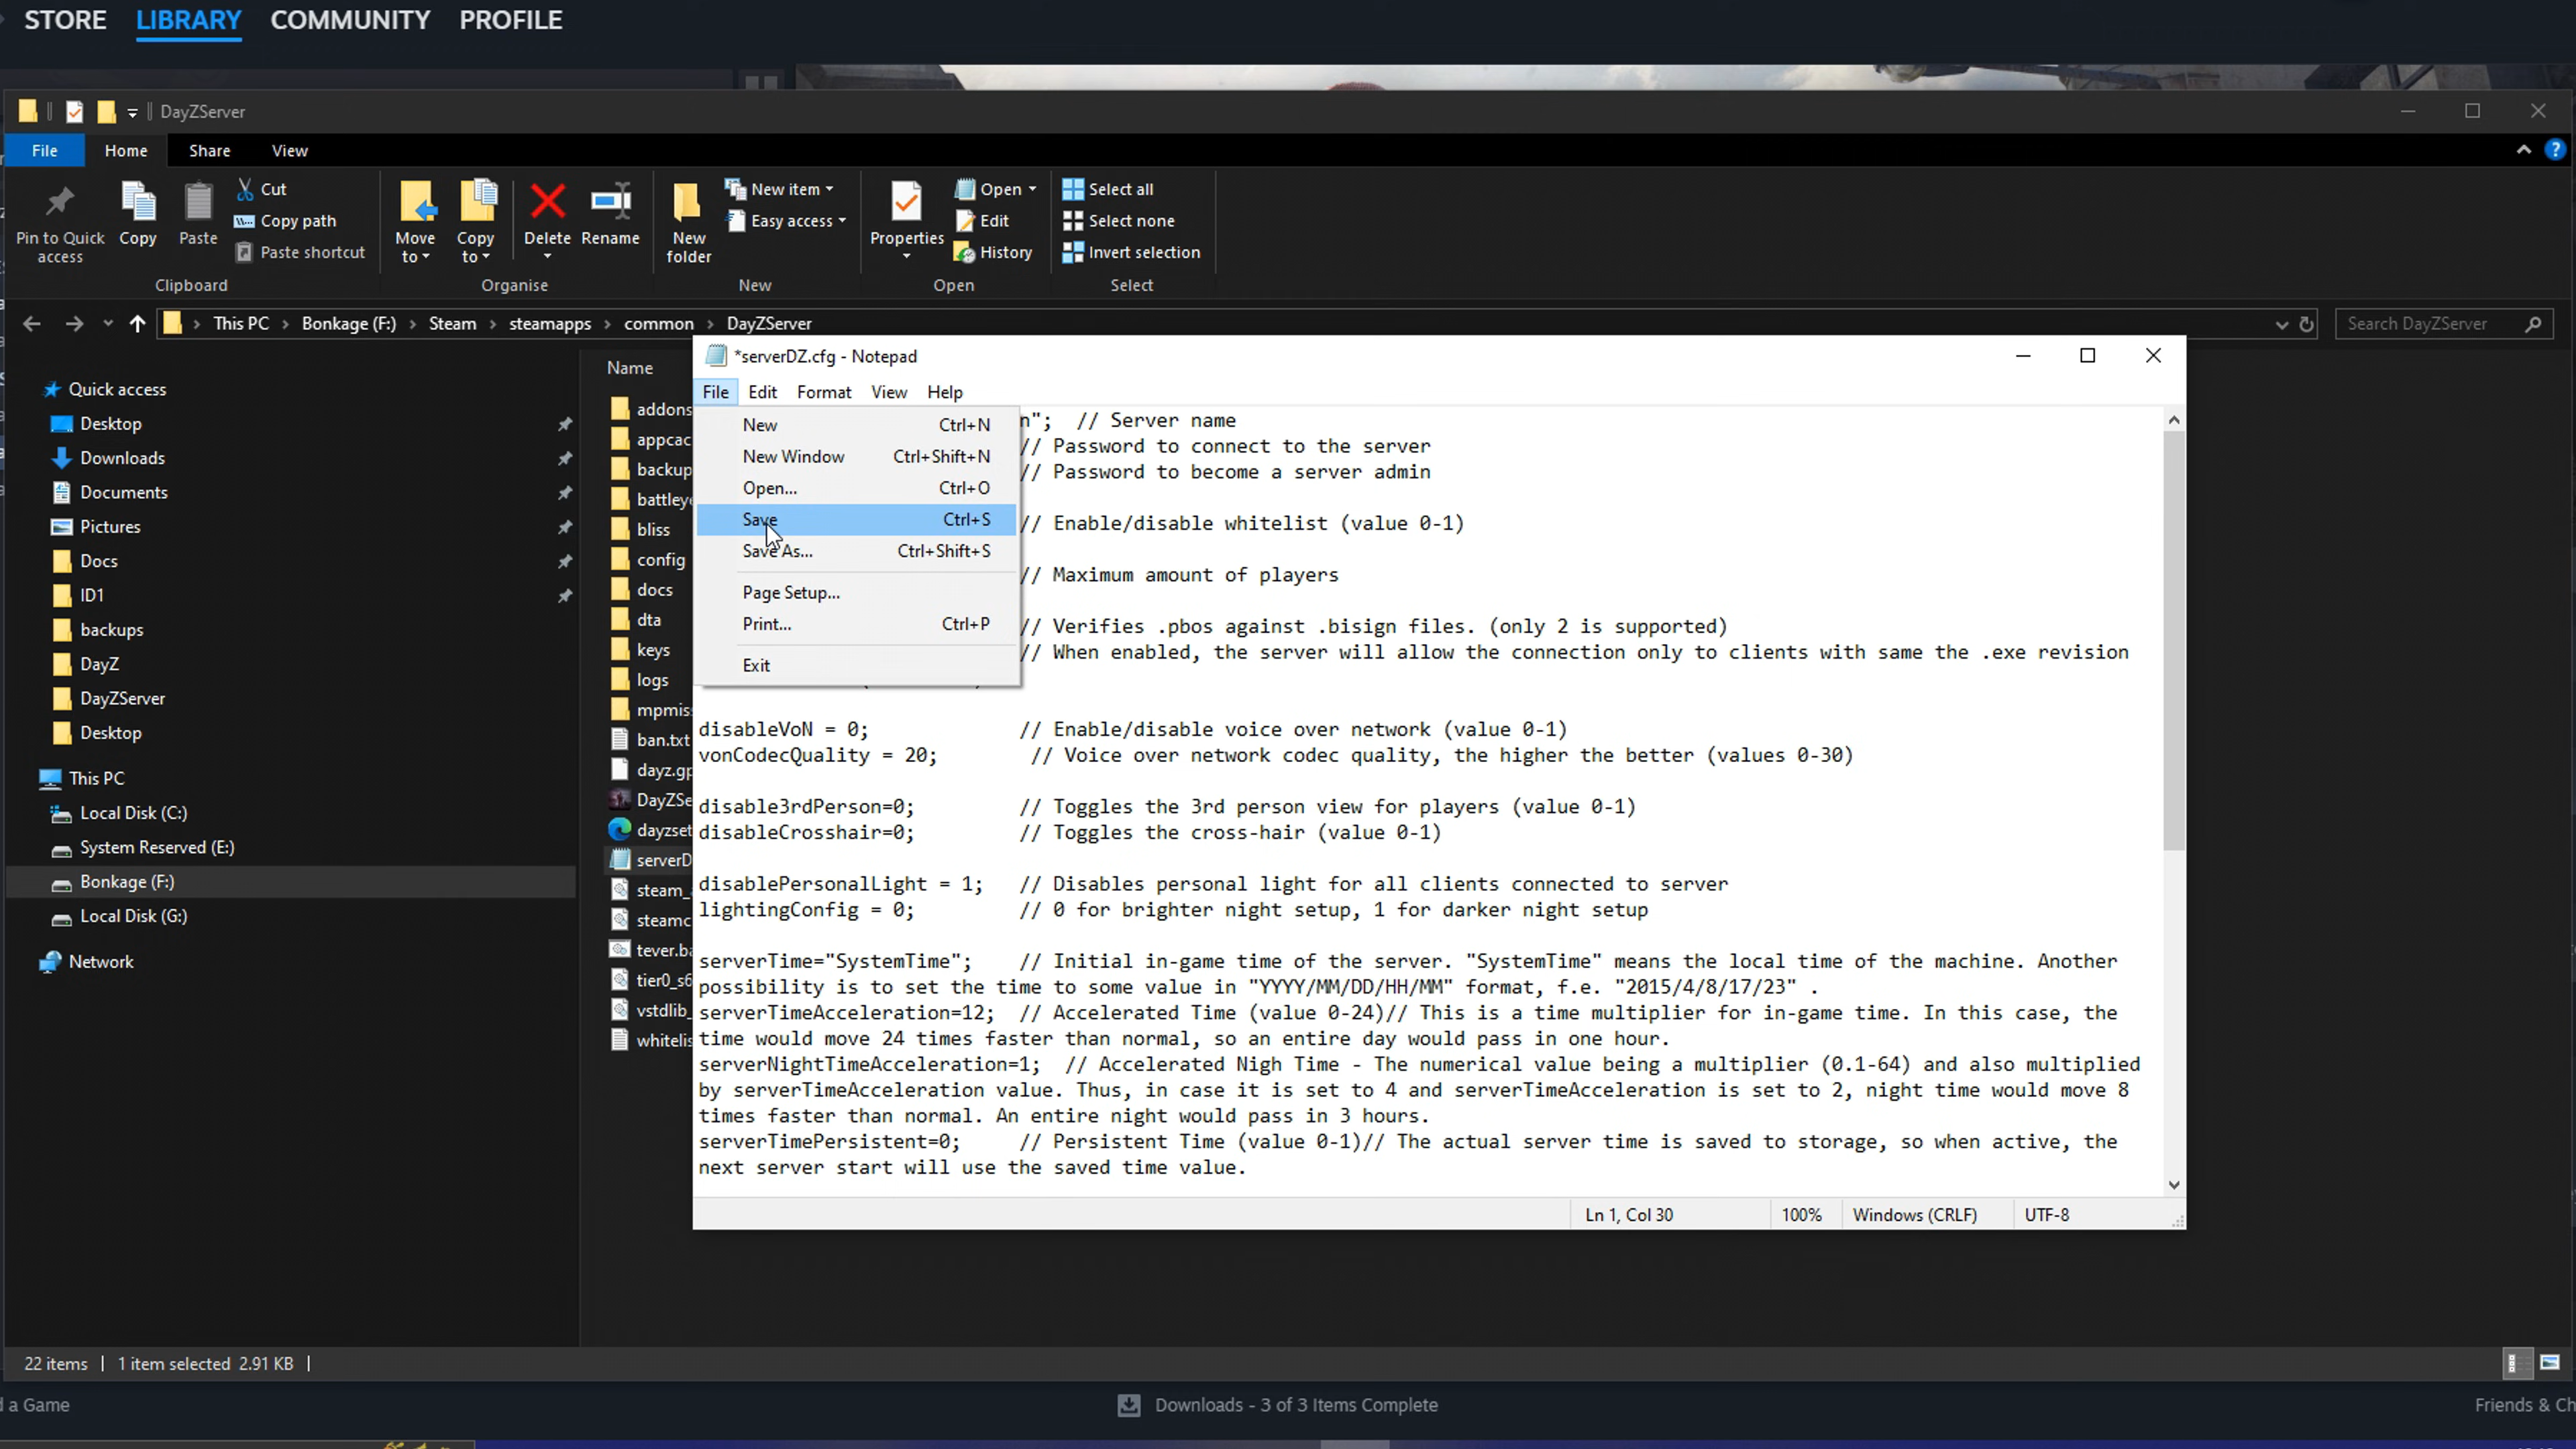 STORE LIBRARY COMMUNITY PROFILE
DayZServer
File Home Share View
Pin to Quick access
Copy
Paste
Cut
Copy path
Paste shortcut
Clipboard
Move to
Copy to
Delete
Rename
Organise
New folder
New item
Easy access
New
Properties
Open
Edit
History
Open
Select all
Select none
Invert selection
Select
This PC > Bonkage (F:) > Steam > steamapps > common > DayZServer
Search DayZServer
Quick access
Desktop
Downloads
Documents
Pictures
Docs
ID1
backups
DayZ
DayZServer
Desktop
This PC
Local Disk (C:)
System Reserved (E:)
Bonkage (F:)
Local Disk (G:)
Network
Name
addons
appcac
backup
battleye
bliss
config
docs
dta
keys
logs
mpmis
ban.txt
dayz.gp
DayZSe
dayzset
serverD
steam_
steamc
tever.ba
tier0_s6
vstdlib_
whitelis
*serverDZ.cfg - Notepad
File Edit Format View Help
New Ctrl+N
New Window Ctrl+Shift+N
Open... Ctrl+O
Save Ctrl+S
Save As... Ctrl+Shift+S
Page Setup...
Print... Ctrl+P
Exit
n"; // Server name
// Password to connect to the server
// Password to become a server admin
// Enable/disable whitelist (value 0-1)
// Maximum amount of players
// Verifies .pbos against .bisign files. (only 2 is supported)
// When enabled, the server will allow the connection only to clients with same the .exe revision
disableVoN = 0; // Enable/disable voice over network (value 0-1)
vonCodecQuality = 20; // Voice over network codec quality, the higher the better (values 0-30)
disable3rdPerson=0; // Toggles the 3rd person view for players (value 0-1)
disableCrosshair=0; // Toggles the cross-hair (value 0-1)
disablePersonalLight = 1; // Disables personal light for all clients connected to server
lightingConfig = 0; // 0 for brighter night setup, 1 for darker night setup
serverTime="SystemTime"; // Initial in-game time of the server. "SystemTime" means the local time of the machine. Another
possibility is to set the time to some value in "YYYY/MM/DD/HH/MM" format, f.e. "2015/4/8/17/23" .
serverTimeAcceleration=12; // Accelerated Time (value 0-24)// This is a time multiplier for in-game time. In this case, the
time would move 24 times faster than normal, so an entire day would pass in one hour.
serverNightTimeAcceleration=1; // Accelerated Nigh Time - The numerical value being a multiplier (0.1-64) and also multiplied
by serverTimeAcceleration value. Thus, in case it is set to 4 and serverTimeAcceleration is set to 2, night time would move 8
times faster than normal. An entire night would pass in 3 hours.
serverTimePersistent=0; // Persistent Time (value 0-1)// The actual server time is saved to storage, so when active, the
next server start will use the saved time value.
Ln 1, Col 30 100% Windows (CRLF) UTF-8
22 items 1 item selected 2.91 KB
a Game
Downloads - 3 of 3 Items Complete
Friends & Ch